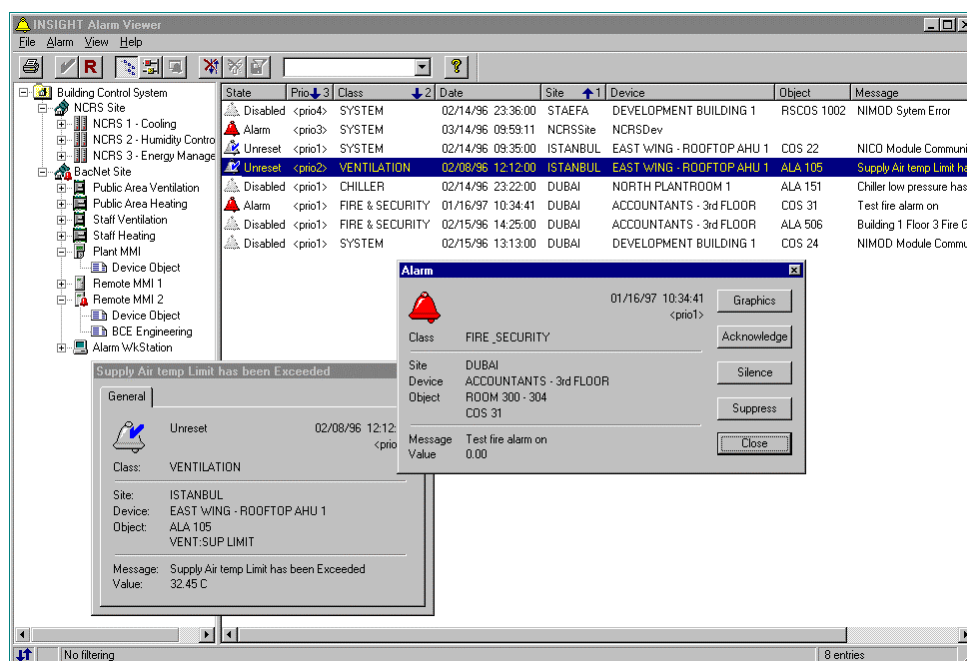 INSIGHT Alarm Viewer
File Alarm View Help
R
Building Control System
NCRS Site
NCRS 1 - Cooling
NCRS 2 - Humidity Contro
NCRS 3 - Energy Manage
BacNet Site
Public Area Ventilation
Public Area Heating
Staff Ventilation
Staff Heating
Plant MMI
Device Object
Remote MMI 1
Remote MMI 2
Device Object
BCE Engineering
Alarm WkStation
State Prio 3 Class 2 Date Site 1 Device Object Message
Disabled <prio4> SYSTEM 02/14/96 23:36:00 STAEFA DEVELOPMENT BUILDING 1 RSCOS 1002 NIMOD Sytem Error
Alarm <prio3> SYSTEM 03/14/96 09:59:11 NCRSSite NCRSDev
Unreset <prio1> SYSTEM 02/14/96 09:35:00 ISTANBUL EAST WING - ROOFTOP AHU 1 COS 22 NICO Module Communi
Unreset <prio2> VENTILATION 02/08/96 12:12:00 ISTANBUL EAST WING - ROOFTOP AHU 1 ALA 105 Supply Air temp Limit ha
Disabled <prio1> CHILLER 02/14/96 23:22:00 DUBAI NORTH PLANTROOM 1 ALA 151 Chiller low pressure has
Alarm <prio1> FIRE & SECURITY 01/16/97 10:34:41 DUBAI ACCOUNTANTS - 3rd FLOOR COS 31 Test fire alarm on
Disabled <prio1> FIRE & SECURITY 02/15/96 14:25:00 DUBAI ACCOUNTANTS - 3rd FLOOR ALA 506 Building 1 Floor 3 Fire G
Disabled <prio1> SYSTEM 02/15/96 13:13:00 DUBAI DEVELOPMENT BUILDING 1 COS 24 NIMOD Module Commu
Alarm
01/16/97 10:34:41
<prio1>
Class FIRE _SECURITY
Site DUBAI
Device ACCOUNTANTS - 3rd FLOOR
Object ROOM 300 - 304
COS 31
Message Test fire alarm on
Value 0.00
Graphics
Acknowledge
Silence
Suppress
Close
Supply Air temp Limit has been Exceeded
General
Unreset 02/08/96 12:12:
<prio
Class: VENTILATION
Site: ISTANBUL
Device: EAST WING - ROOFTOP AHU 1
Object: ALA 105
VENT:SUP LIMIT
Message: Supply Air temp Limit has been Exceeded
Value: 32.45 C
No filtering 8 entries